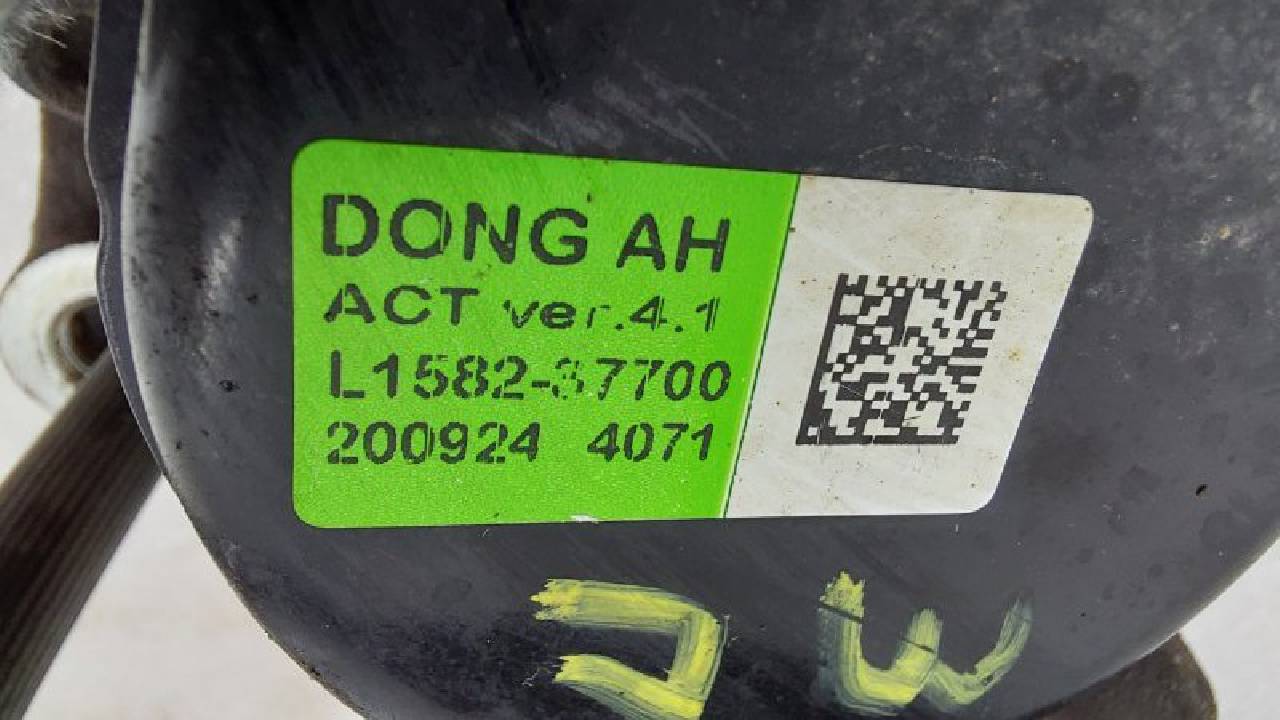 DONG AH
ACT ver.4.1
L1582-37700
200924 4071